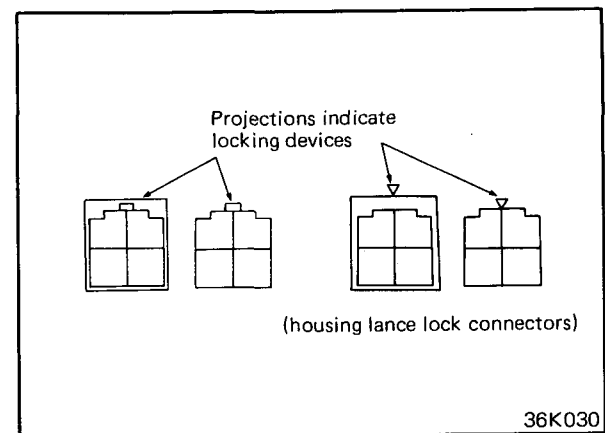 Projections indicate
locking devices
(housing lance lock connectors)
36K030